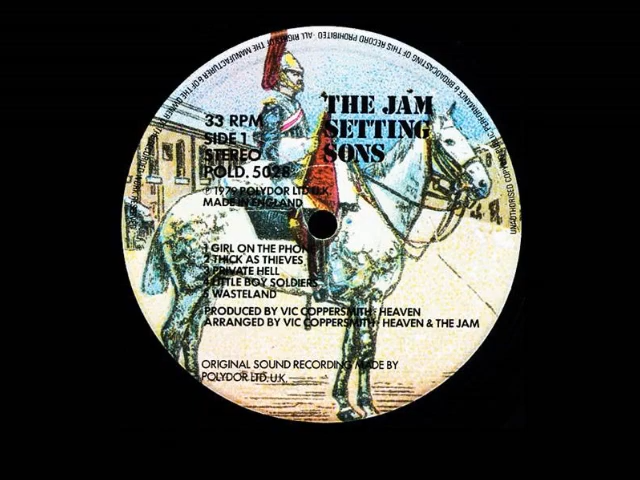 THE JAM
SETTING
SONS
33 RPM
SIDE 1
STEREO
POLD. 5028
℗ 1979 POLYDOR LTD U.K.
MADE IN ENGLAND
1 GIRL ON THE PHONE
2 THICK AS THIEVES
3 PRIVATE HELL
4 LITTLE BOY SOLDIERS
5 WASTELAND
PRODUCED BY VIC COPPERSMITH - HEAVEN
ARRANGED BY VIC COPPERSMITH - HEAVEN & THE JAM
ORIGINAL SOUND RECORDING MADE BY
POLYDOR LTD. U.K.
ALL RIGHTS OF THE MANUFACTURER & OF THE OWNER
UNAUTHORISED PERFORMANCE & BROADCASTING OF THIS RECORD PROHIBITED